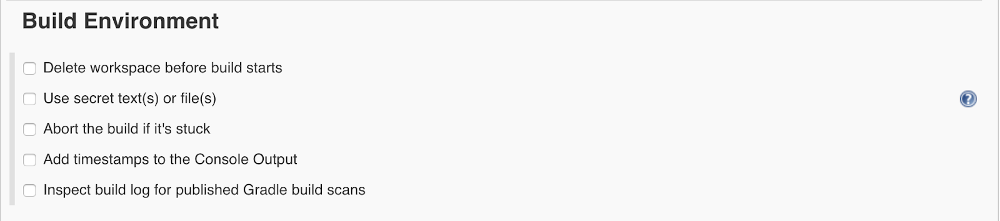 Build Environment
Delete workspace before build starts
Use secret text(s) or file(s)
?
Abort the build if it's stuck
Add timestamps to the Console Output
Inspect build log for published Gradle build scans